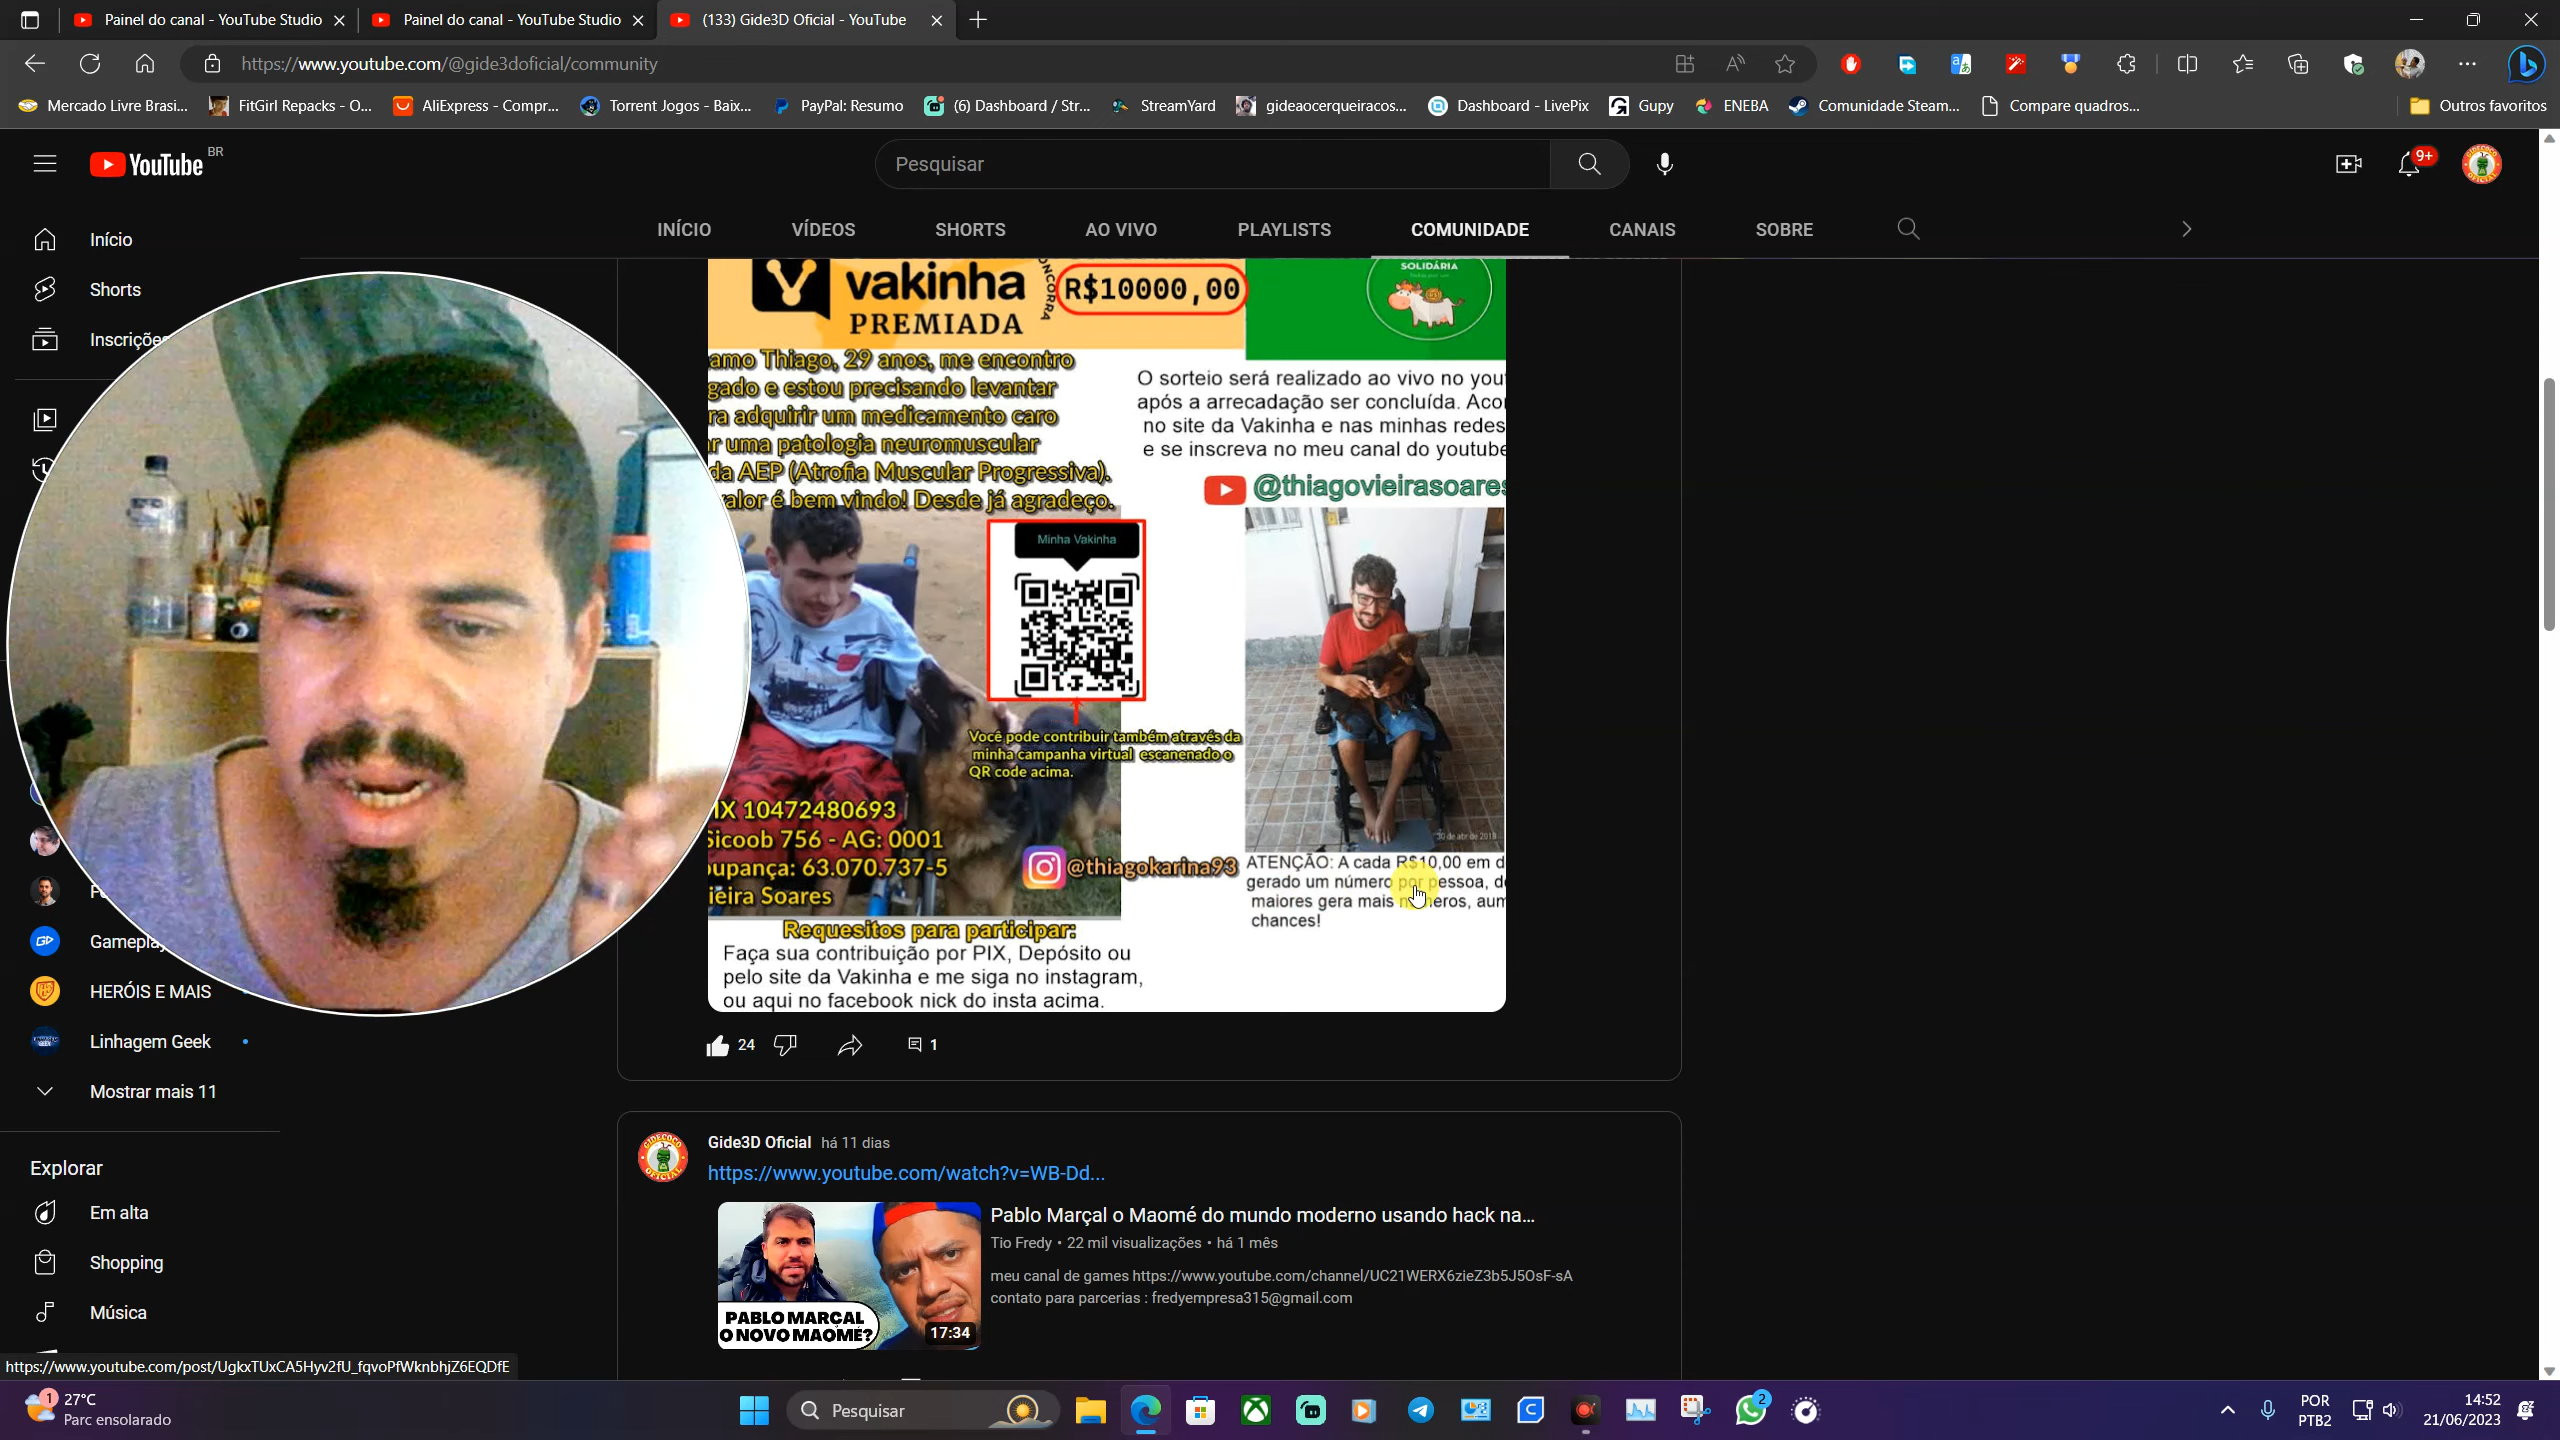 Painel do canal - YouTube Studio
Painel do canal - YouTube Studio
(133) Gide3D Oficial - YouTube
https://www.youtube.com/@gide3doficial/community
Mercado Livre Brasi...
FitGirl Repacks - O...
AliExpress - Compr...
Torrent Jogos - Baix...
PayPal: Resumo
(6) Dashboard / Str...
StreamYard
gideaocerqueiracos...
Dashboard - LivePix
Gupy
ENEBA
Comunidade Steam...
Compare quadros...
Outros favoritos
YouTube BR
Pesquisar
9+
INÍCIO
VÍDEOS
SHORTS
AO VIVO
PLAYLISTS
COMUNIDADE
CANAIS
SOBRE
Início
Shorts
Inscrições
Gameplay
HERÓIS E MAIS
Linhagem Geek
Mostrar mais 11
Explorar
Em alta
Shopping
Música
vakinha
PREMIADA
R$10000,00
SOLIDÁRIA
amo Thiago, 29 anos, me encontro
gado e estou precisando levantar
ra adquirir um medicamento caro
r uma patologia neuromuscular
da AEP (Atrofia Muscular Progressiva).
valor é bem vindo! Desde já agradeço.
O sorteio será realizado ao vivo no you
após a arrecadação ser concluída. Aco
no site da Vakinha e nas minhas redes
e se inscreva no meu canal do youtube
@thiagovieirasoares
Minha Vakinha
Você pode contribuir também através da
minha campanha virtual escanenado o
QR code acima.
IX 10472480693
Sicoob 756 - AG: 0001
oupança: 63.070.737-5
ieira Soares
@thiagokarina93
30 de abr de 2018
ATENÇÃO: A cada R$10,00 em d
gerado um número por pessoa, d
maiores gera mais números, aum
chances!
Requesitos para participar:
Faça sua contribuição por PIX, Depósito ou
pelo site da Vakinha e me siga no instagram,
ou aqui no facebook nick do insta acima.
24
1
Gide3D Oficial há 11 dias
https://www.youtube.com/watch?v=WB-Dd...
PABLO MARÇAL
O NOVO MAOMÉ?
17:34
Pablo Marçal o Maomé do mundo moderno usando hack na...
Tio Fredy • 22 mil visualizações • há 1 mês
meu canal de games https://www.youtube.com/channel/UC21WERX6zieZ3b5J5OsF-sA
contato para parcerias : fredyempresa315@gmail.com
https://www.youtube.com/post/UgkxTUxCA5Hyv2fU_fqvoPfWknbhjZ6EQDfE
1
27°C
Parc ensolarado
Pesquisar
2
POR
PTB2
14:52
21/06/2023